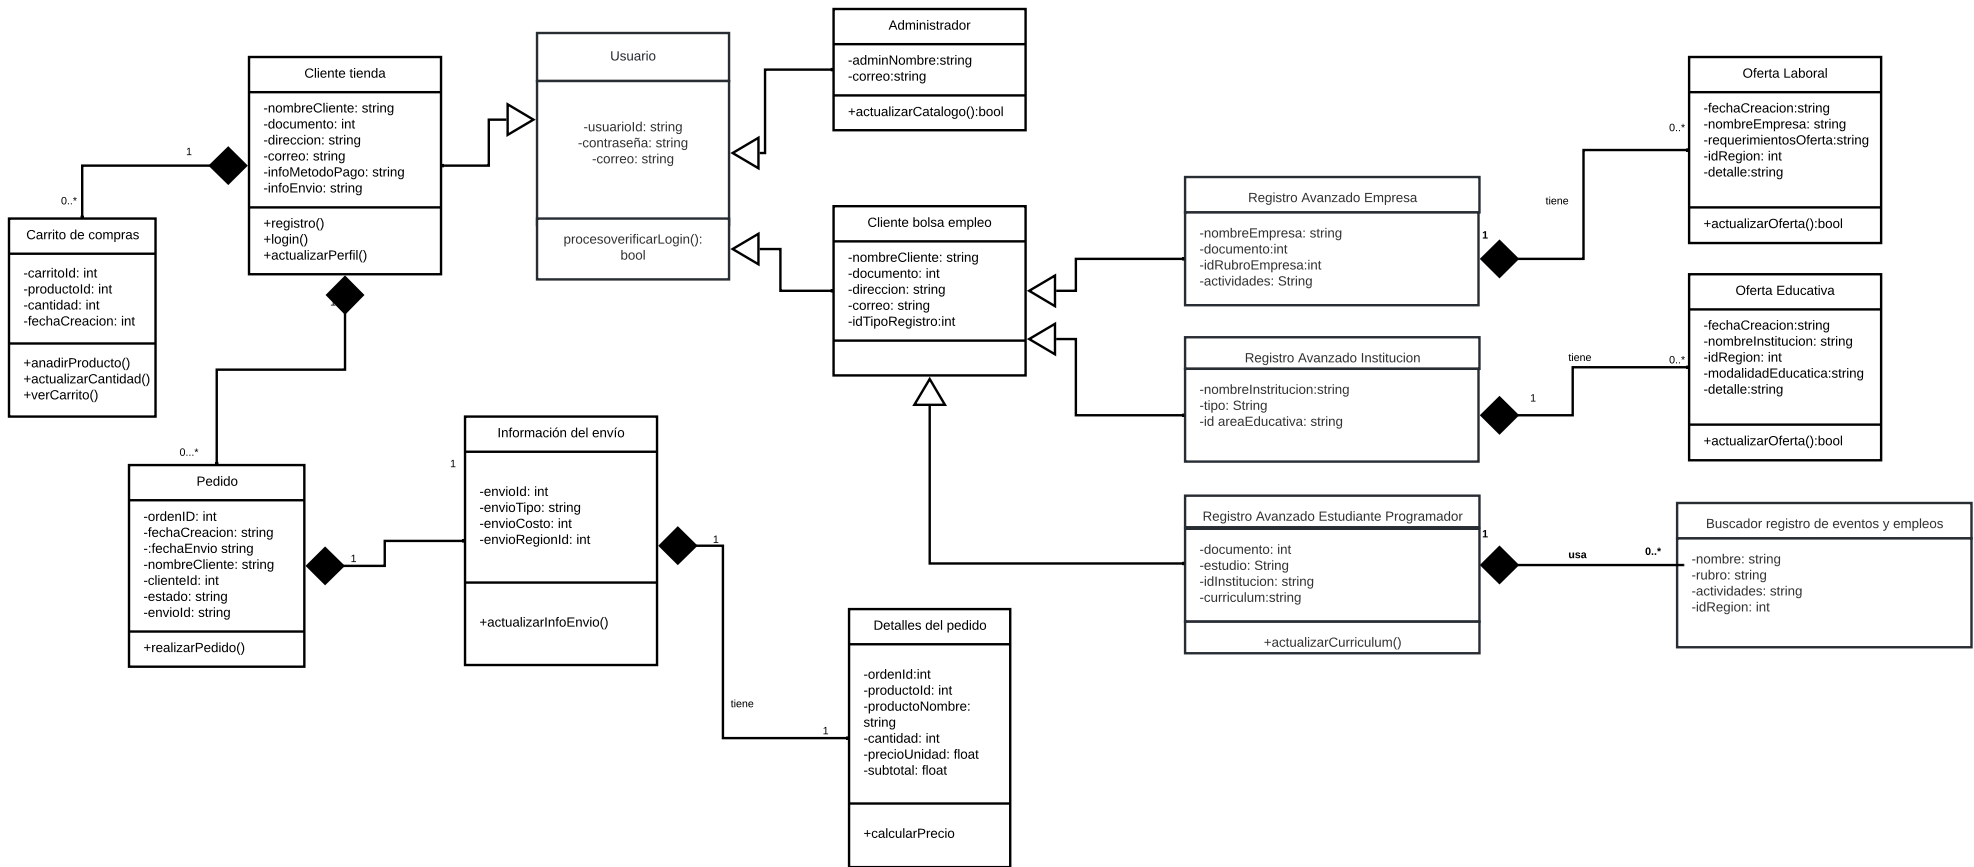 Cliente tienda
-nombreCliente: string
-documento: int
-direccion: string
-correo: string
-infoMetodoPago: string
-infoEnvio: string
+registro()
+login()
+actualizarPerfil()
1
0..*
Carrito de compras
-carritoId: int
-productoId: int
-cantidad: int
-fechaCreacion: int
+anadirProducto()
+actualizarCantidad()
+verCarrito()
Usuario
-usuarioId: string
-contraseña: string
-correo: string
procesoverificarLogin():
bool
Administrador
-adminNombre:string
-correo:string
+actualizarCatalogo():bool
Cliente bolsa empleo
-nombreCliente: string
-documento: int
-direccion: string
-correo: string
-idTipoRegistro:int
Registro Avanzado Empresa
-nombreEmpresa: string
-documento:int
-idRubroEmpresa:int
-actividades: String
1
tiene
0..*
Oferta Laboral
-fechaCreacion:string
-nombreEmpresa: string
-requerimientosOferta:string
-idRegion: int
-detalle:string
+actualizarOferta():bool
Registro Avanzado Institucion
-nombreInstritucion:string
-tipo: String
-id areaEducativa: string
1
tiene
0..*
Oferta Educativa
-fechaCreacion:string
-nombreInstitucion: string
-idRegion: int
-modalidadEducatica:string
-detalle:string
+actualizarOferta():bool
Registro Avanzado Estudiante Programador
-documento: int
-estudio: String
-idInstitucion: string
-curriculum:string
+actualizarCurriculum()
1
usa
0..*
Buscador registro de eventos y empleos
-nombre: string
-rubro: string
-actividades: string
-idRegion: int
0...*
Pedido
-ordenID: int
-fechaCreacion: string
-:fechaEnvio string
-nombreCliente: string
-clienteId: int
-estado: string
-envioId: string
+realizarPedido()
1
1
Información del envío
-envioId: int
-envioTipo: string
-envioCosto: int
-envioRegionId: int
+actualizarInfoEnvio()
1
tiene
1
Detalles del pedido
-ordenId:int
-productoId: int
-productoNombre:
string
-cantidad: int
-precioUnidad: float
-subtotal: float
+calcularPrecio